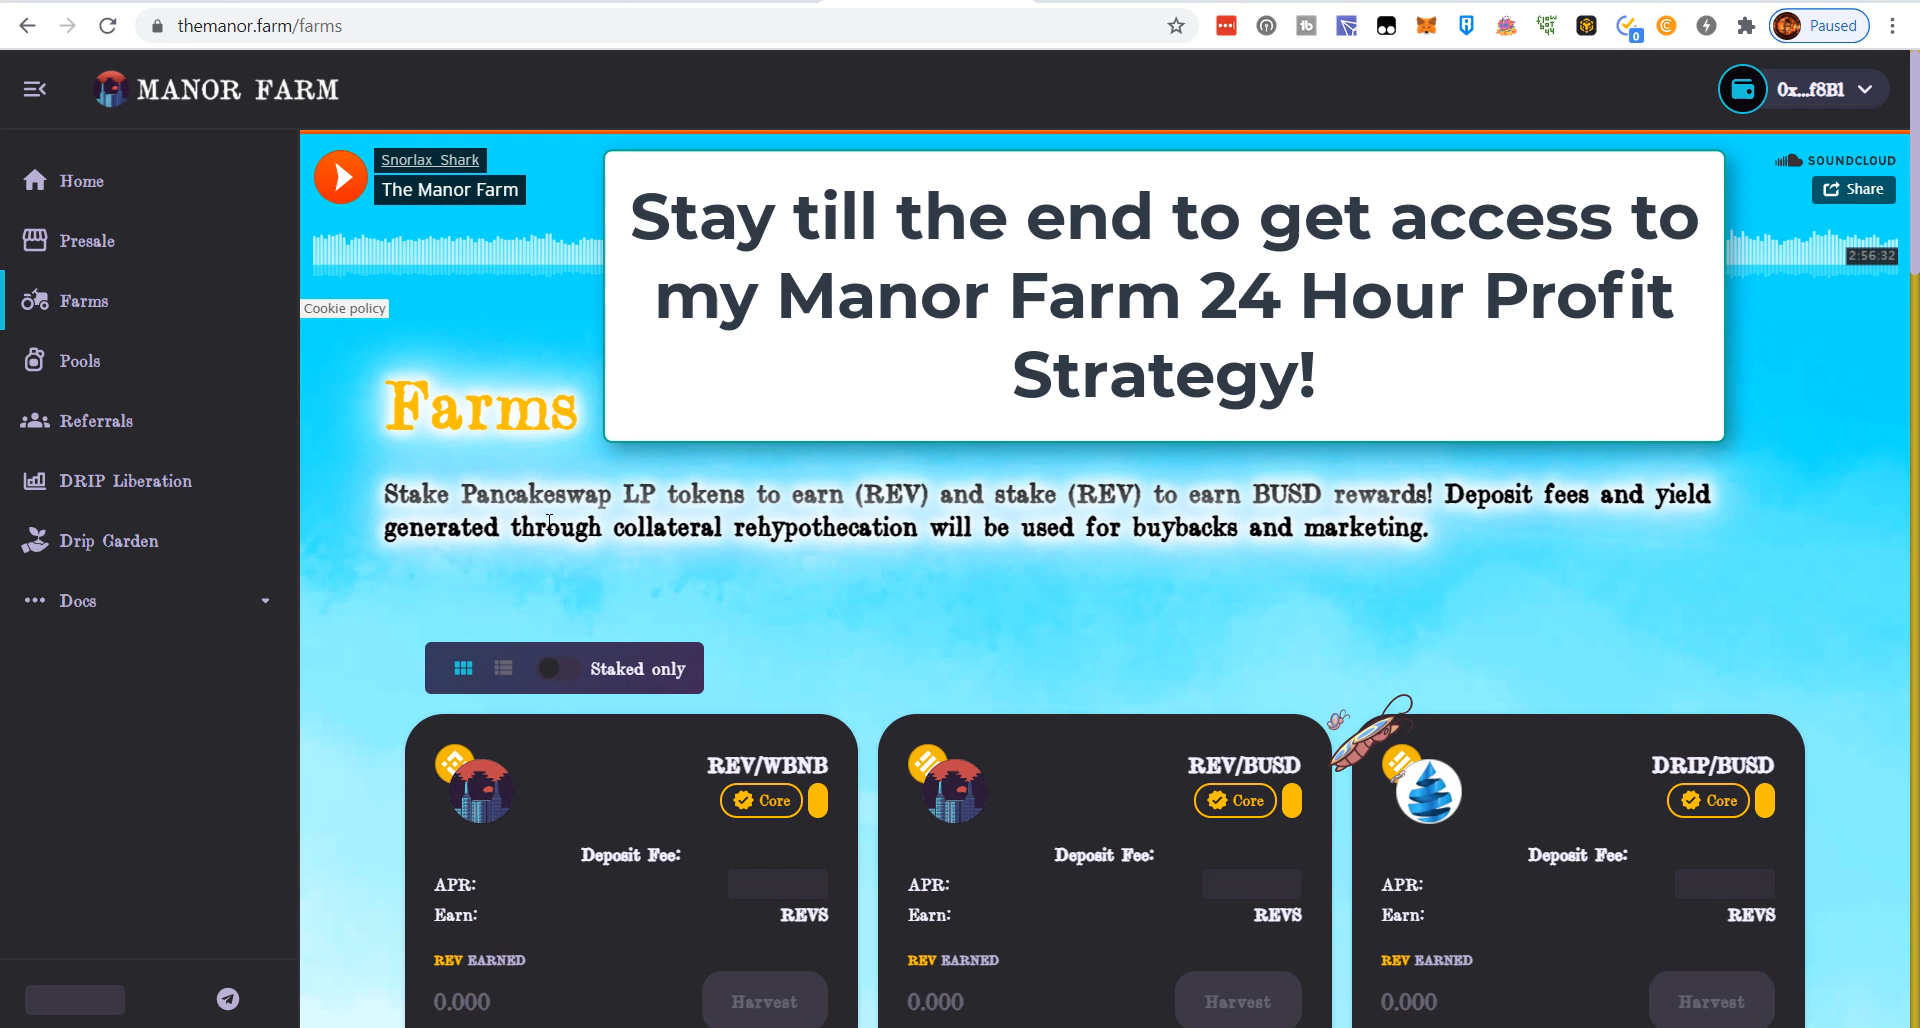 themanor.farm/farms
Paused
MANOR FARM
0x...f8B1
Home
Presale
Farms
Pools
Referrals
DRIP Liberation
Drip Garden
Docs
Snorlax_Shark
The Manor Farm
SOUNDCLOUD
Share
2:56:32
Cookie policy
Stay till the end to get access to
my Manor Farm 24 Hour Profit
Strategy!
Farms
Stake Pancakeswap LP tokens to earn (REV) and stake (REV) to earn BUSD rewards! Deposit fees and yield
generated through collateral rehypothecation will be used for buybacks and marketing.
Staked only
REV/WBNB
Core
Deposit Fee:
APR:
Earn: REVS
REV EARNED
0.000 Harvest
REV/BUSD
Core
Deposit Fee:
APR:
Earn: REVS
REV EARNED
0.000 Harvest
DRIP/BUSD
Core
Deposit Fee:
APR:
Earn: REVS
REV EARNED
0.000 Harvest